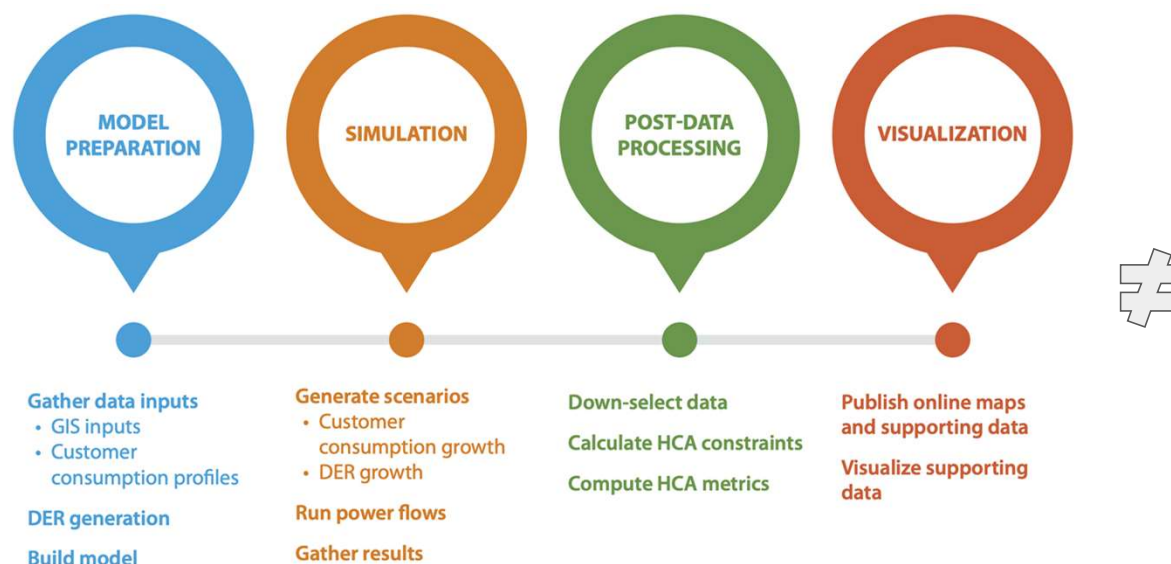 MODEL
PREPARATION
SIMULATION
POST-DATA
PROCESSING
VISUALIZATION
≠
Gather data inputs
• GIS inputs
• Customer
consumption profiles
DER generation
Build model
Generate scenarios
• Customer
consumption growth
• DER growth
Run power flows
Gather results
Down-select data
Calculate HCA constraints
Compute HCA metrics
Publish online maps
and supporting data
Visualize supporting
data